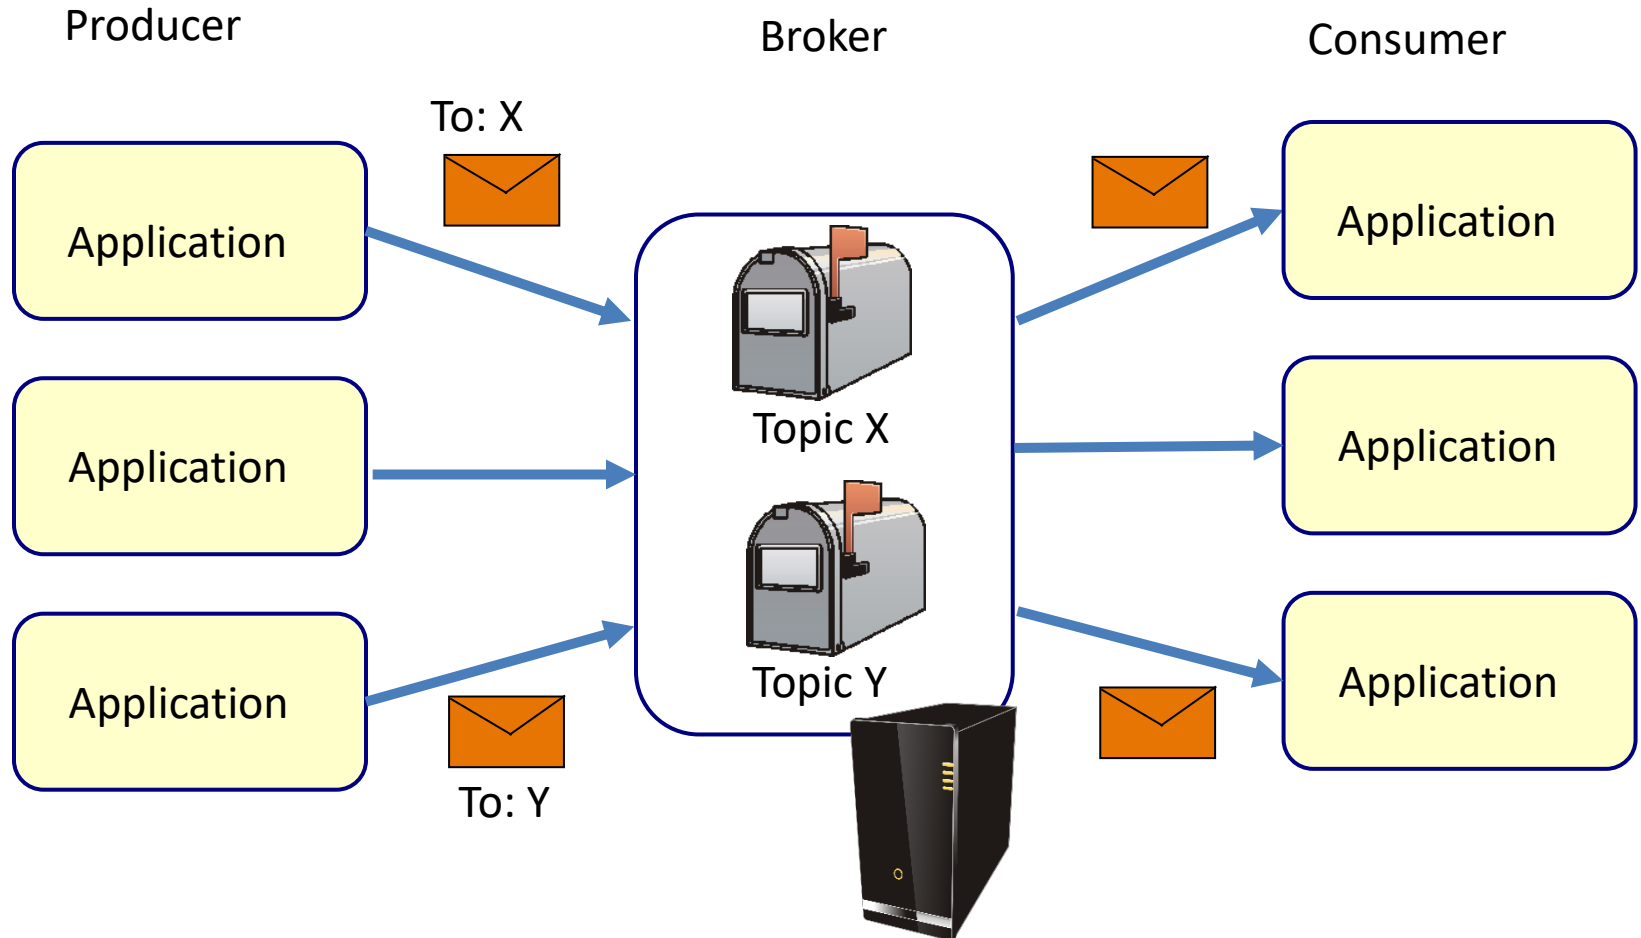 Producer
Broker
Consumer
To: X
Application
Application
Application
Topic X
Topic Y
To: Y
Application
Application
Application